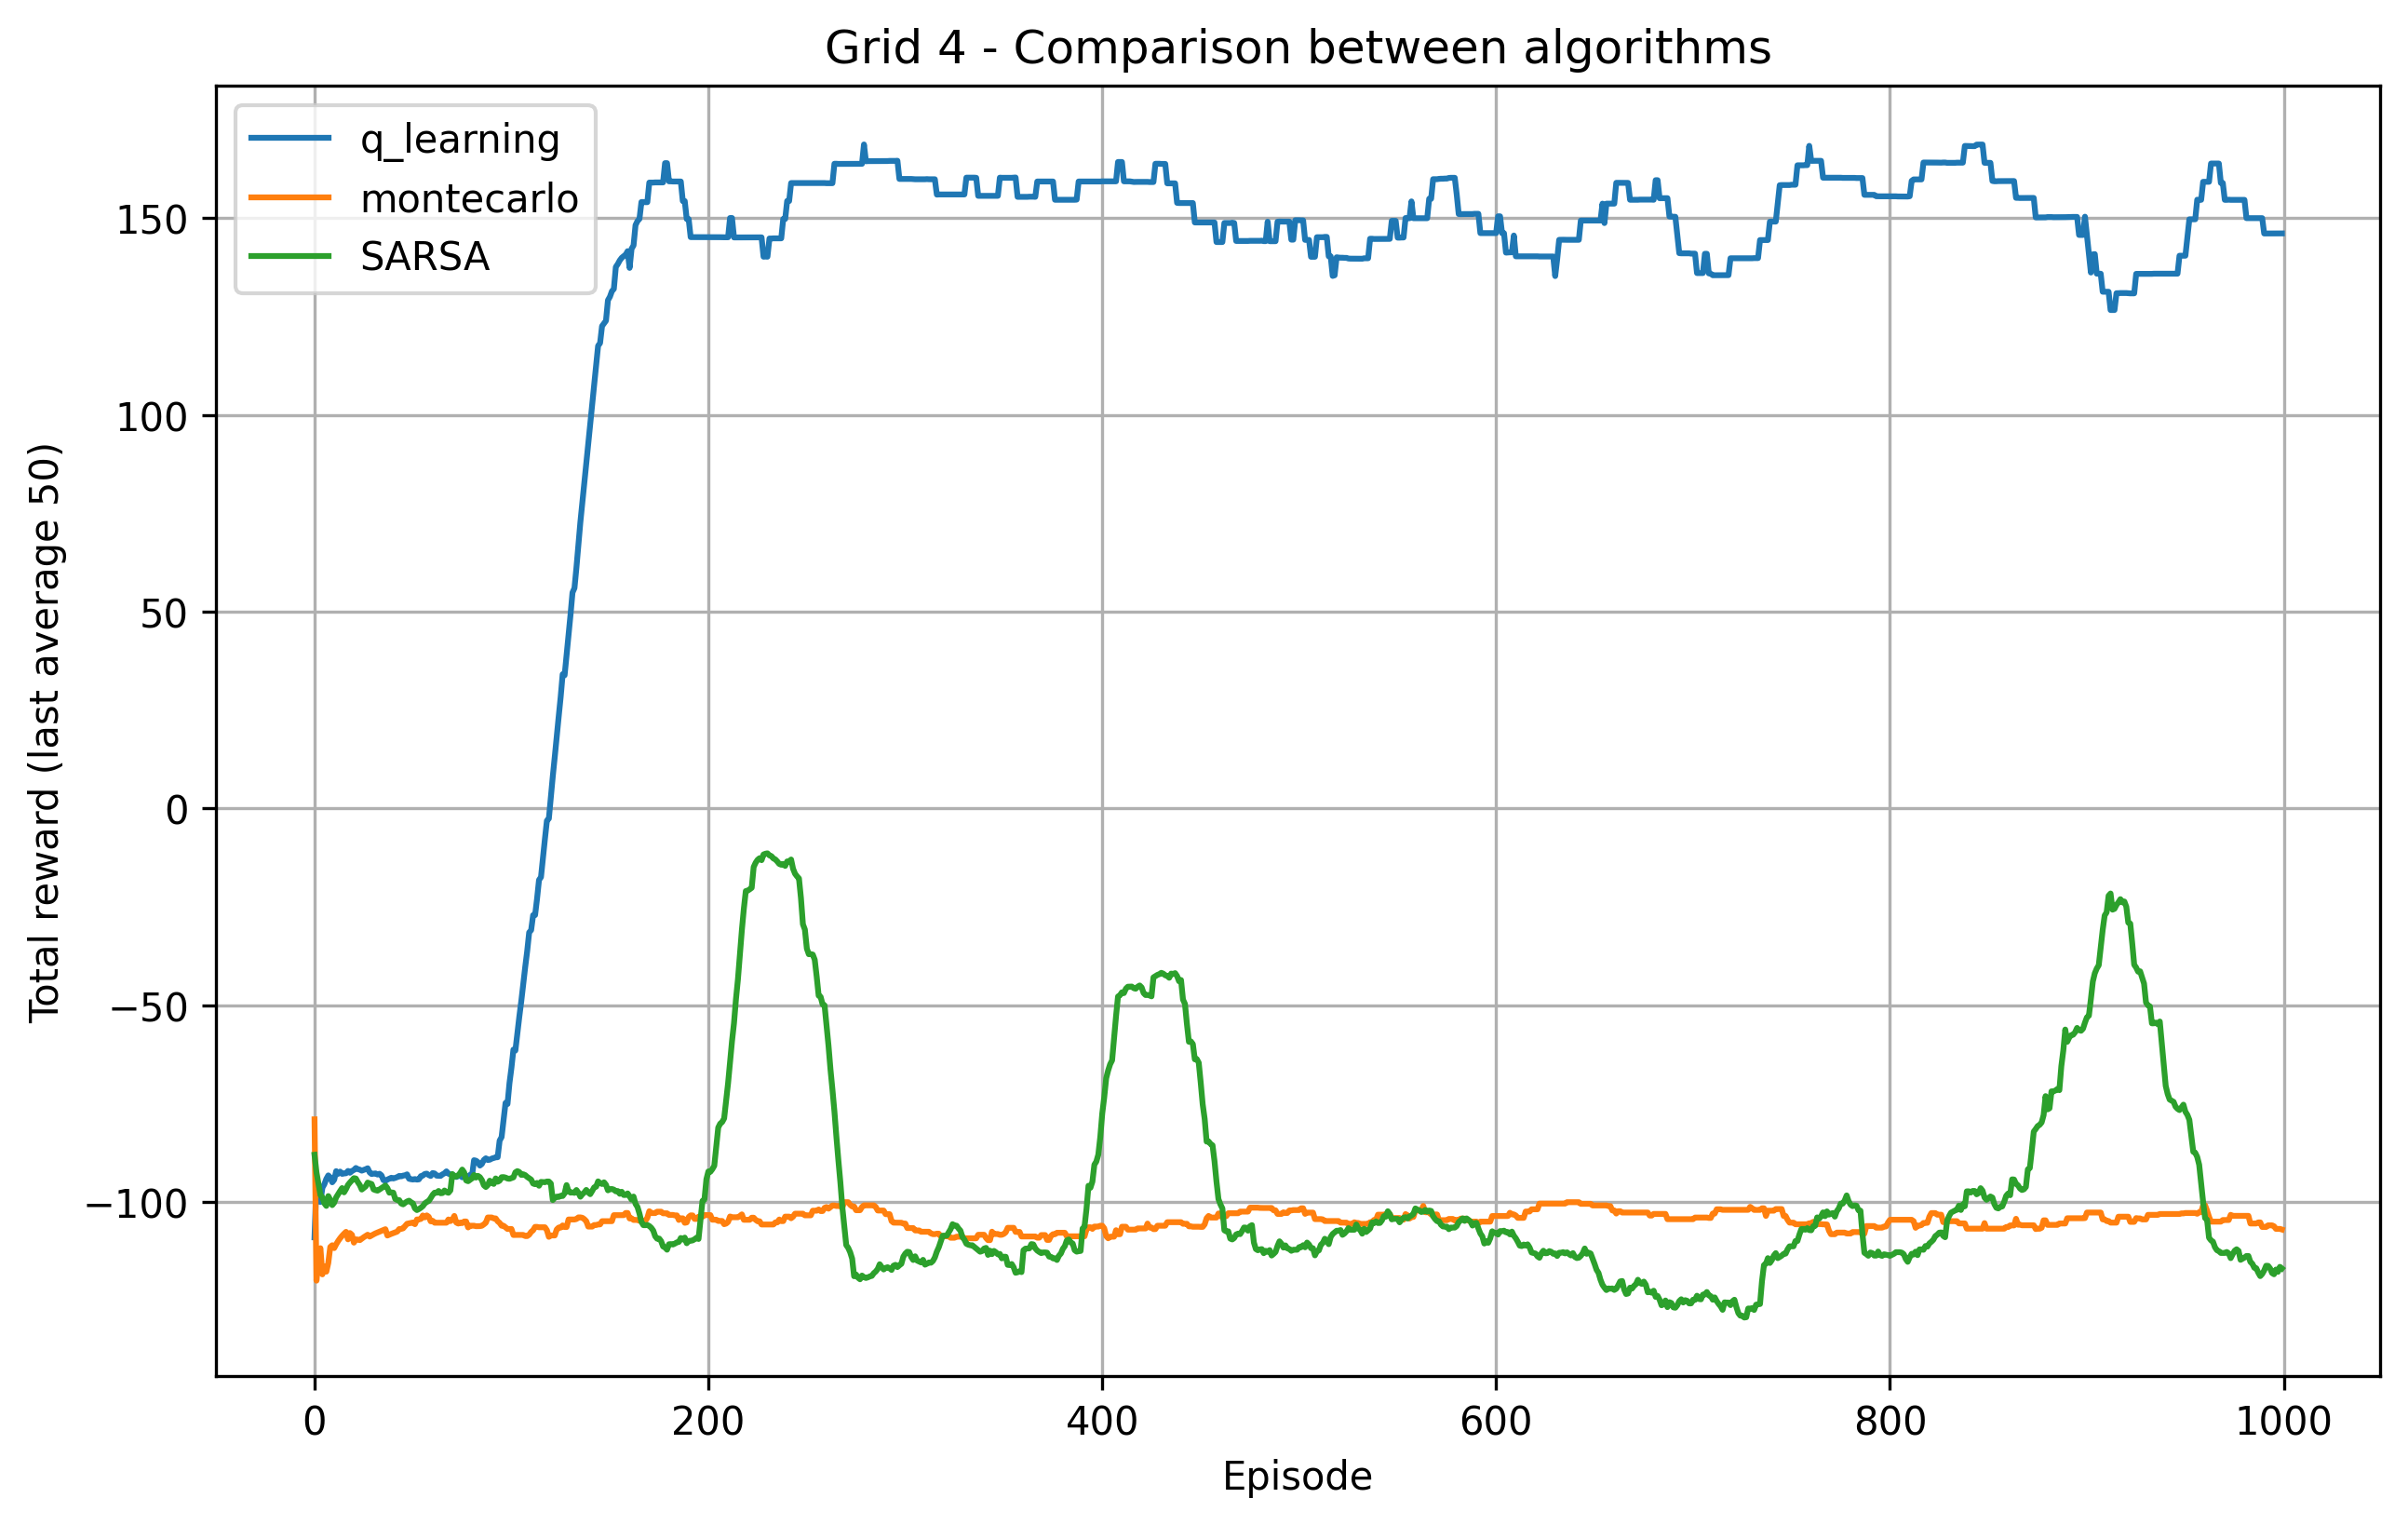 Grid 4 - Comparison between algorithms
q_learning
montecarlo
SARSA
Total reward (last average 50)
150
100
50
0
−50
−100
0 200 400 600 800 1000
Episode